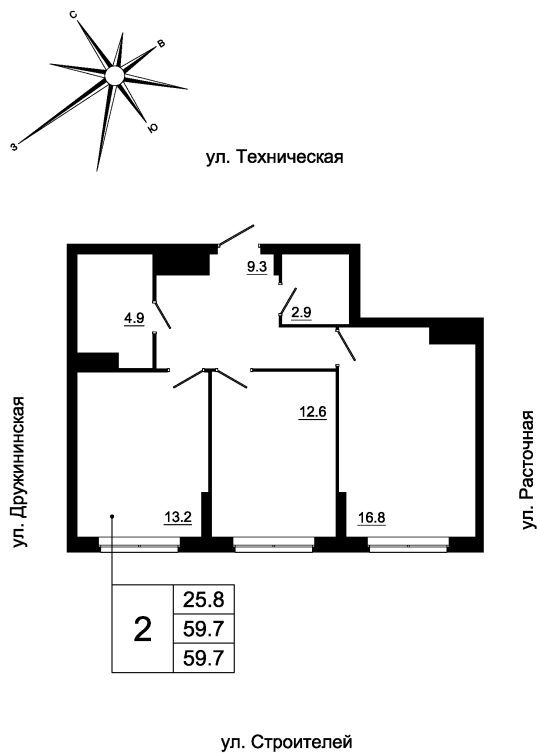 С
В
З
Ю
ул. Техническая
9.3
4.9
2.9
12.6
ул. Дружининская
ул. Расточная
13.2
16.8
2
25.8
59.7
59.7
ул. Строителей